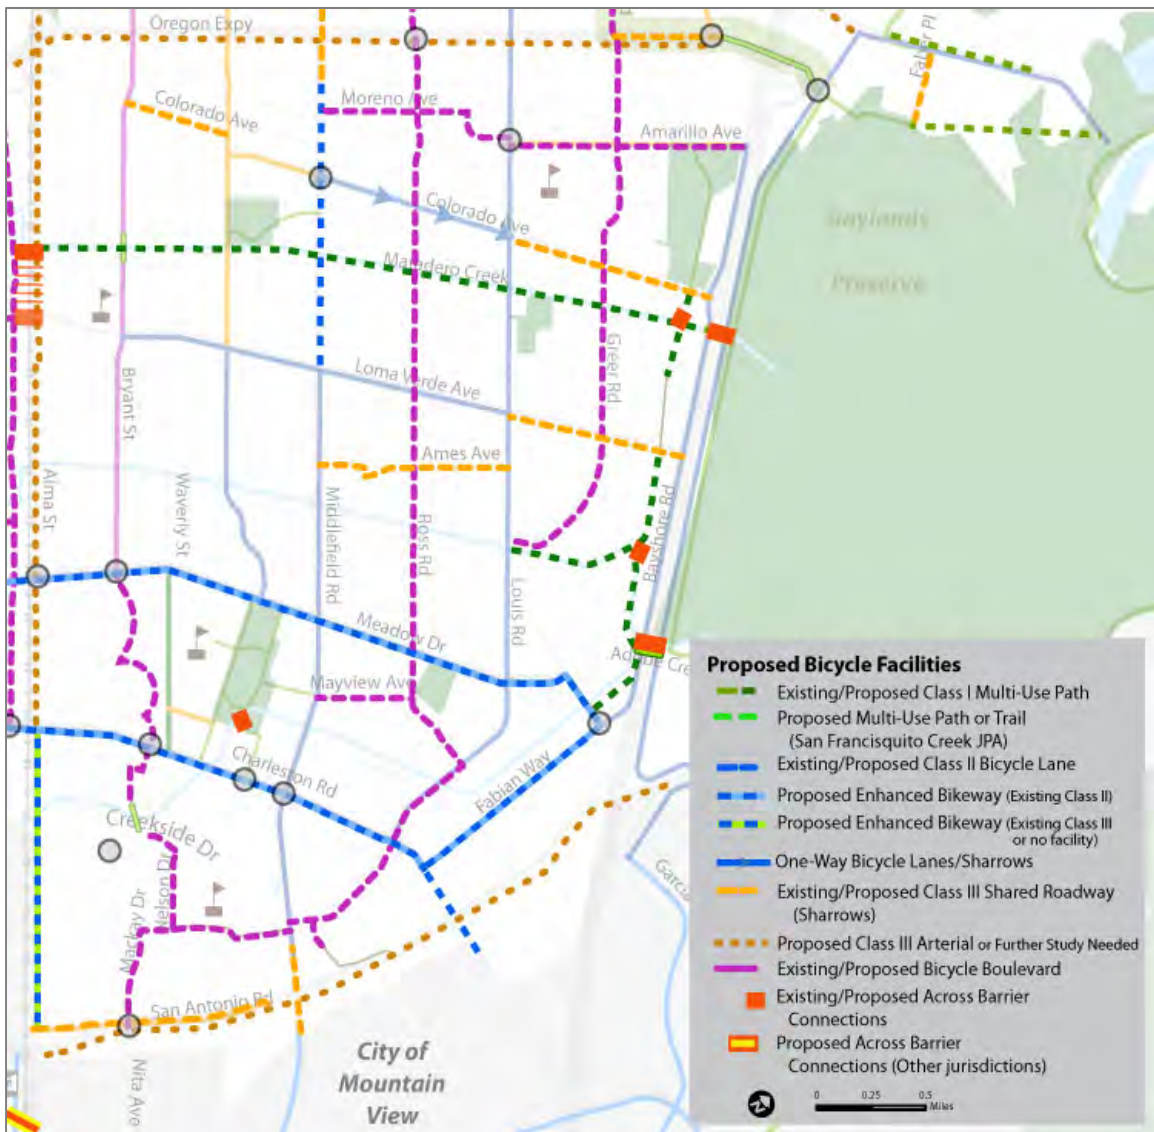 Oregon Expy
Faber Pl
Colorado Ave
Moreno Ave
Amarillo Ave
Colorado Ave
Baylands
Preserve
Matadero Creek
Greer Rd
Loma Verde Ave
Bryant St
Ames Ave
Alma St
Waverly St
Middlefield Rd
Ross Rd
Bayshore Rd
Louis Rd
Meadow Dr
Adobe Cre
Mayview Ave
Charleston Rd
Fabian Way
Creekside Dr
Nelson Dr
Mackay Dr
San Antonio Rd
Nita Ave
Garci
City of
Mountain
View
Proposed Bicycle Facilities
Existing/Proposed Class I Multi-Use Path
Proposed Multi-Use Path or Trail
(San Francisquito Creek JPA)
Existing/Proposed Class II Bicycle Lane
Proposed Enhanced Bikeway (Existing Class II)
Proposed Enhanced Bikeway (Existing Class III
or no facility)
One-Way Bicycle Lanes/Sharrows
Existing/Proposed Class III Shared Roadway
(Sharrows)
Proposed Class III Arterial or Further Study Needed
Existing/Proposed Bicycle Boulevard
Existing/Proposed Across Barrier
Connections
Proposed Across Barrier
Connections (Other jurisdictions)
0 0.25 0.5
Miles